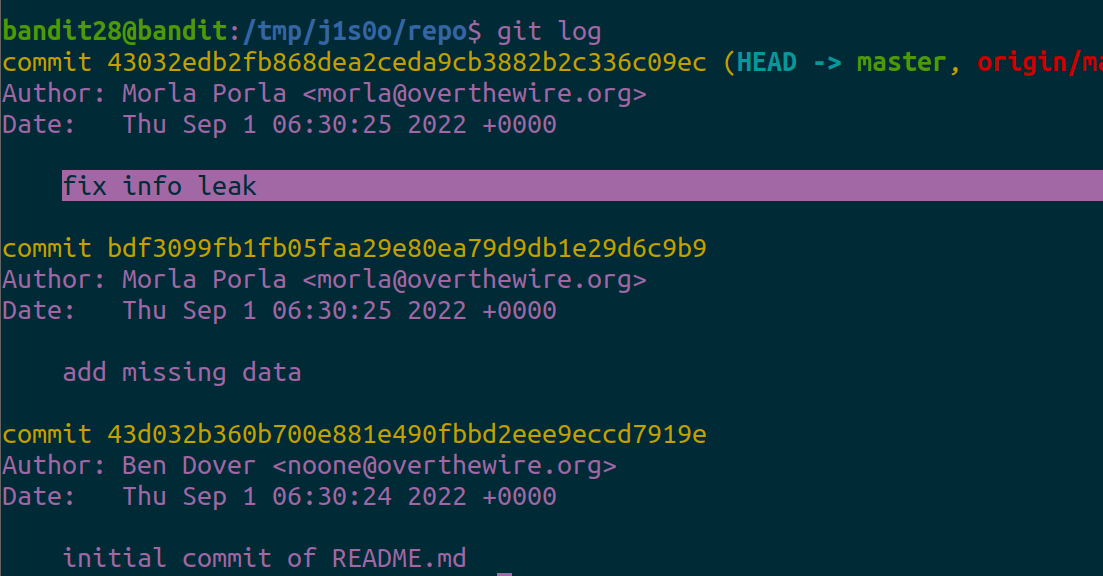 bandit28@bandit:/tmp/j1s0o/repo$ git log
commit 43032edb2fb868dea2ceda9cb3882b2c336c09ec (HEAD -> master, origin/ma
Author: Morla Porla <morla@overthewire.org>
Date:   Thu Sep 1 06:30:25 2022 +0000
fix info leak
commit bdf3099fb1fb05faa29e80ea79d9db1e29d6c9b9
Author: Morla Porla <morla@overthewire.org>
Date:   Thu Sep 1 06:30:25 2022 +0000
add missing data
commit 43d032b360b700e881e490fbbd2eee9eccd7919e
Author: Ben Dover <noone@overthewire.org>
Date:   Thu Sep 1 06:30:24 2022 +0000
initial commit of README.md